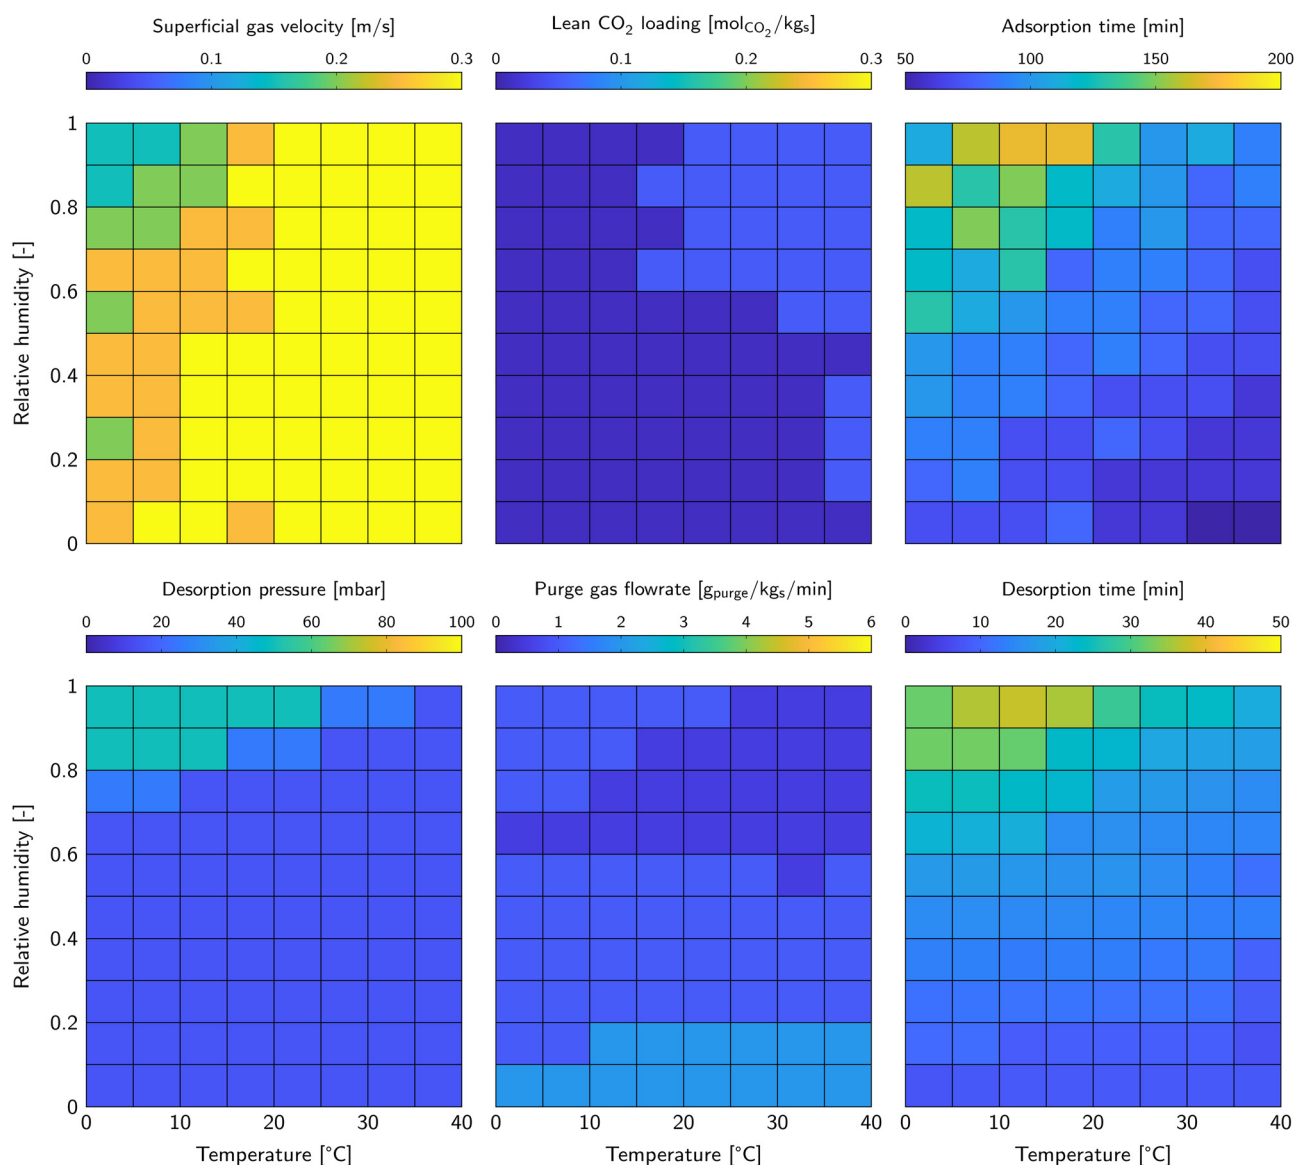 Superficial gas velocity [m/s] Lean CO₂ loading [mol_CO₂/kgₛ] Adsorption time [min]
0 0.1 0.2 0.3 0 0.1 0.2 0.3 50 100 150 200
1
0.8
0.6
0.4
0.2
0
Relative humidity [-]
Desorption pressure [mbar] Purge gas flowrate [g_purge/kgₛ/min] Desorption time [min]
0 20 40 60 80 100 0 1 2 3 4 5 6 0 10 20 30 40 50
1
0.8
0.6
0.4
0.2
0
Relative humidity [-]
0 10 20 30 40 0 10 20 30 40 0 10 20 30 40
Temperature [°C] Temperature [°C] Temperature [°C]